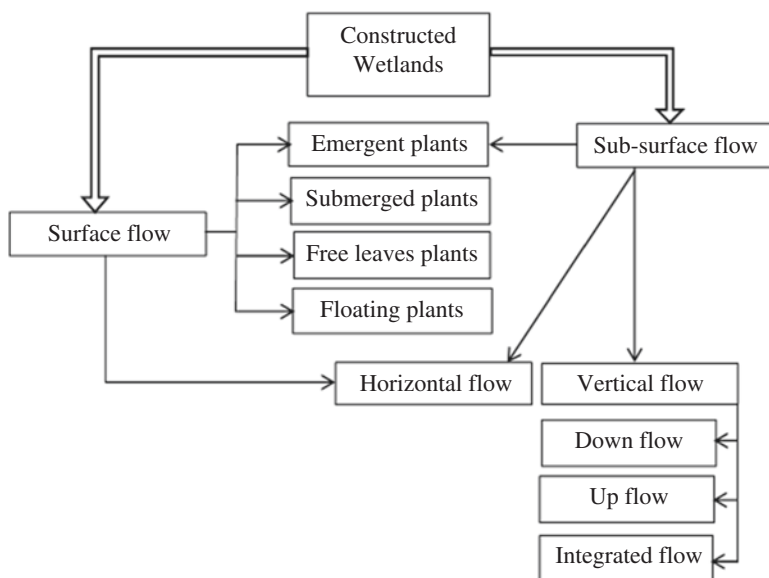 Constructed
Wetlands
Emergent plants
Sub-surface flow
Submerged plants
Surface flow
Free leaves plants
Floating plants
Horizontal flow
Vertical flow
Down flow
Up flow
Integrated flow